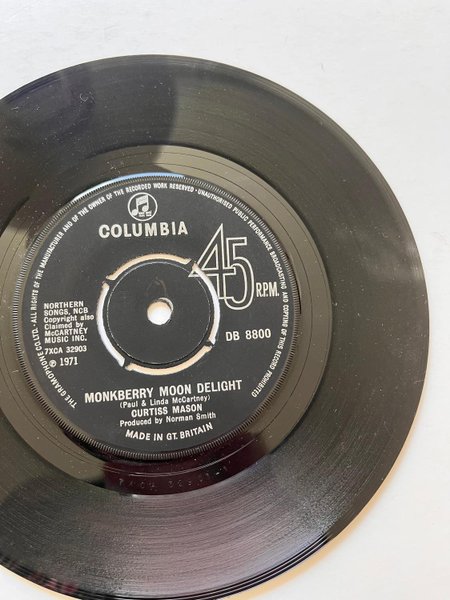 THE GRAMOPHONE CO. LTD. · ALL RIGHTS OF THE MANUFACTURER AND OF THE OWNER OF THE RECORDED WORK RESERVED · UNAUTHORISED PUBLIC PERFORMANCE BROADCASTING AND COPYING OF THIS RECORD PROHIBITED
COLUMBIA
45
R.P.M.
NORTHERN
SONGS, NCB
Copyright also
Claimed by
McCARTNEY
MUSIC INC.
7XCA 32903
℗ 1971
DB 8800
MONKBERRY MOON DELIGHT
(Paul & Linda McCartney)
CURTISS MASON
Produced by Norman Smith
MADE IN GT. BRITAIN